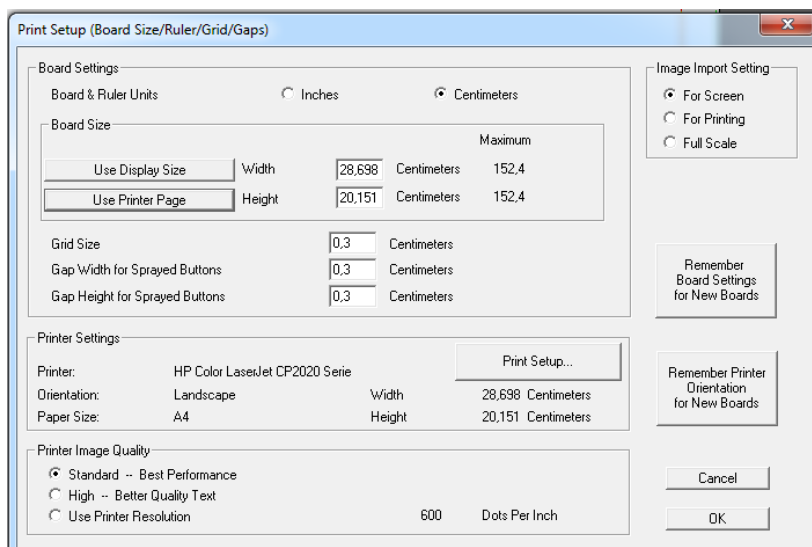 Print Setup (Board Size/Ruler/Grid/Gaps)
Board Settings
Board & Ruler Units Inches Centimeters
Board Size
Maximum
Use Display Size Width 28,698 Centimeters 152,4
Use Printer Page Height 20,151 Centimeters 152,4
Grid Size 0,3 Centimeters
Gap Width for Sprayed Buttons 0,3 Centimeters
Gap Height for Sprayed Buttons 0,3 Centimeters
Image Import Setting
For Screen
For Printing
Full Scale
Remember
Board Settings
for New Boards
Printer Settings
Print Setup...
Printer: HP Color LaserJet CP2020 Serie
Orientation: Landscape Width 28,698 Centimeters
Paper Size: A4 Height 20,151 Centimeters
Remember Printer
Orientation
for New Boards
Printer Image Quality
Standard -- Best Performance
High -- Better Quality Text
Use Printer Resolution 600 Dots Per Inch
Cancel
OK